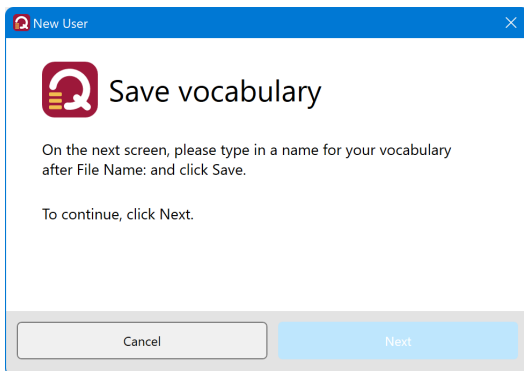 New User
Save vocabulary
On the next screen, please type in a name for your vocabulary
after File Name: and click Save.
To continue, click Next.
Cancel
Next